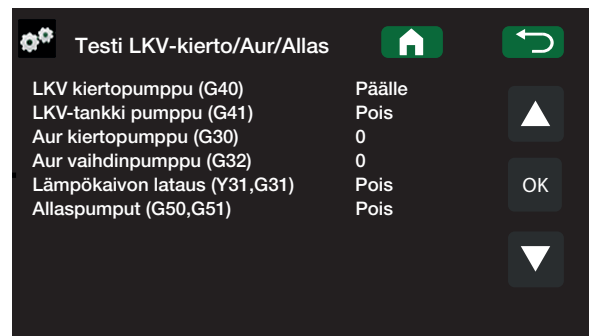 Testi LKV-kierto/Aur/Allas
LKV kiertopumppu (G40) Päälle
LKV-tankki pumppu (G41) Pois
Aur kiertopumppu (G30) 0
Aur vaihdinpumppu (G32) 0
Lämpökaivon lataus (Y31,G31) Pois
Allaspumput (G50,G51) Pois
OK